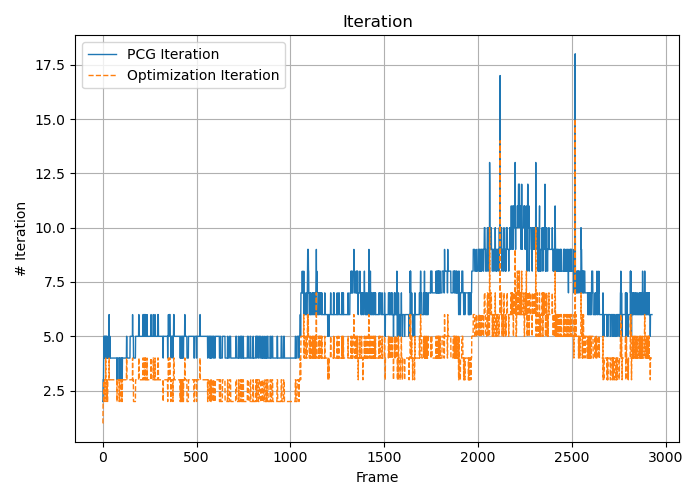 Iteration
PCG Iteration
Optimization Iteration
# Iteration
17.5
15.0
12.5
10.0
7.5
5.0
2.5
0
500
1000
1500
2000
2500
3000
Frame